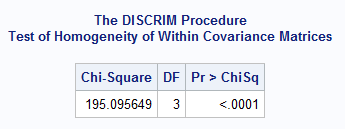 The DISCRIM Procedure
Test of Homogeneity of Within Covariance Matrices
Chi-Square DF Pr > ChiSq
195.095649 3 <.0001